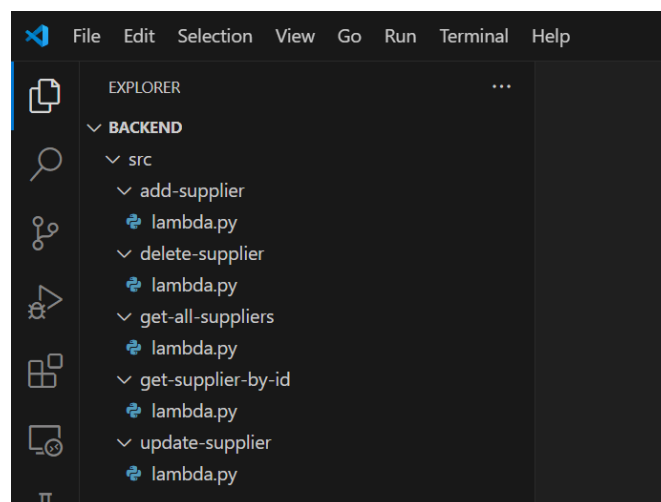 File Edit Selection View Go Run Terminal Help
EXPLORER
BACKEND
src
add-supplier
lambda.py
delete-supplier
lambda.py
get-all-suppliers
lambda.py
get-supplier-by-id
lambda.py
update-supplier
lambda.py